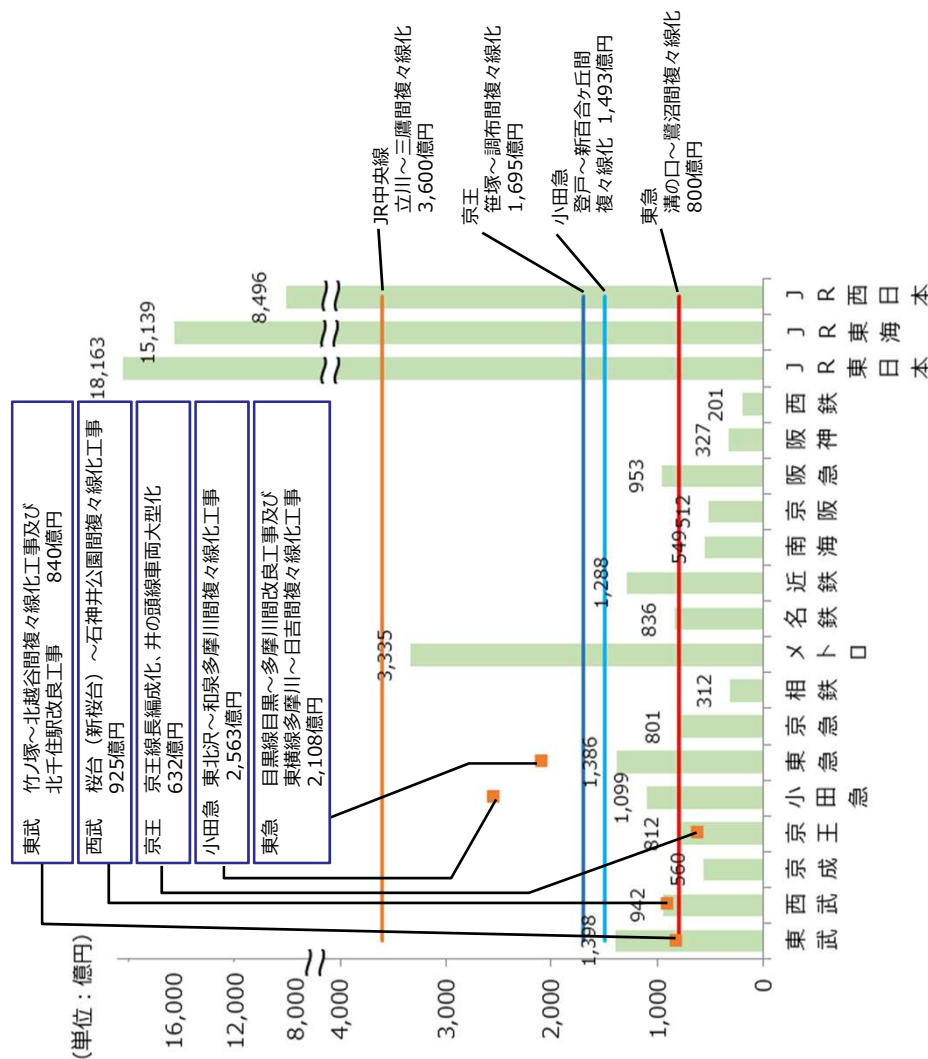 (単位：億円)
東武 竹ノ塚～北越谷間複々線化工事及び
北千住駅改良工事 840億円
西武 桜台（新桜台）～石神井公園間複々線化工事
925億円
京王 京王線長編成化、井の頭線車両大型化
632億円
小田急 東北沢～和泉多摩川間複々線化工事
2,563億円
東急 目黒線目黒～多摩川間改良工事及び
東横線多摩川～日吉間複々線化工事
2,108億円
16,000
12,000
8,000
4,000
3,000
2,000
1,000
0
1,398
942
560
812
1,099
1,386
801
312
3,335
836
1,288
549
512
953
327
201
18,163
15,139
8,496
JR中央線
立川～三鷹間複々線化
3,600億円
京王
笹塚～調布間複々線化
1,695億円
小田急
登戸～新百合ヶ丘間
複々線化 1,493億円
東急
溝の口～鷺沼間複々線化
800億円
東武
西武
京成
京王
小田急
東急
京急
相鉄
メトロ
名鉄
近鉄
南海
京阪
阪急
阪神
西鉄
JR東日本
JR東海
JR西日本